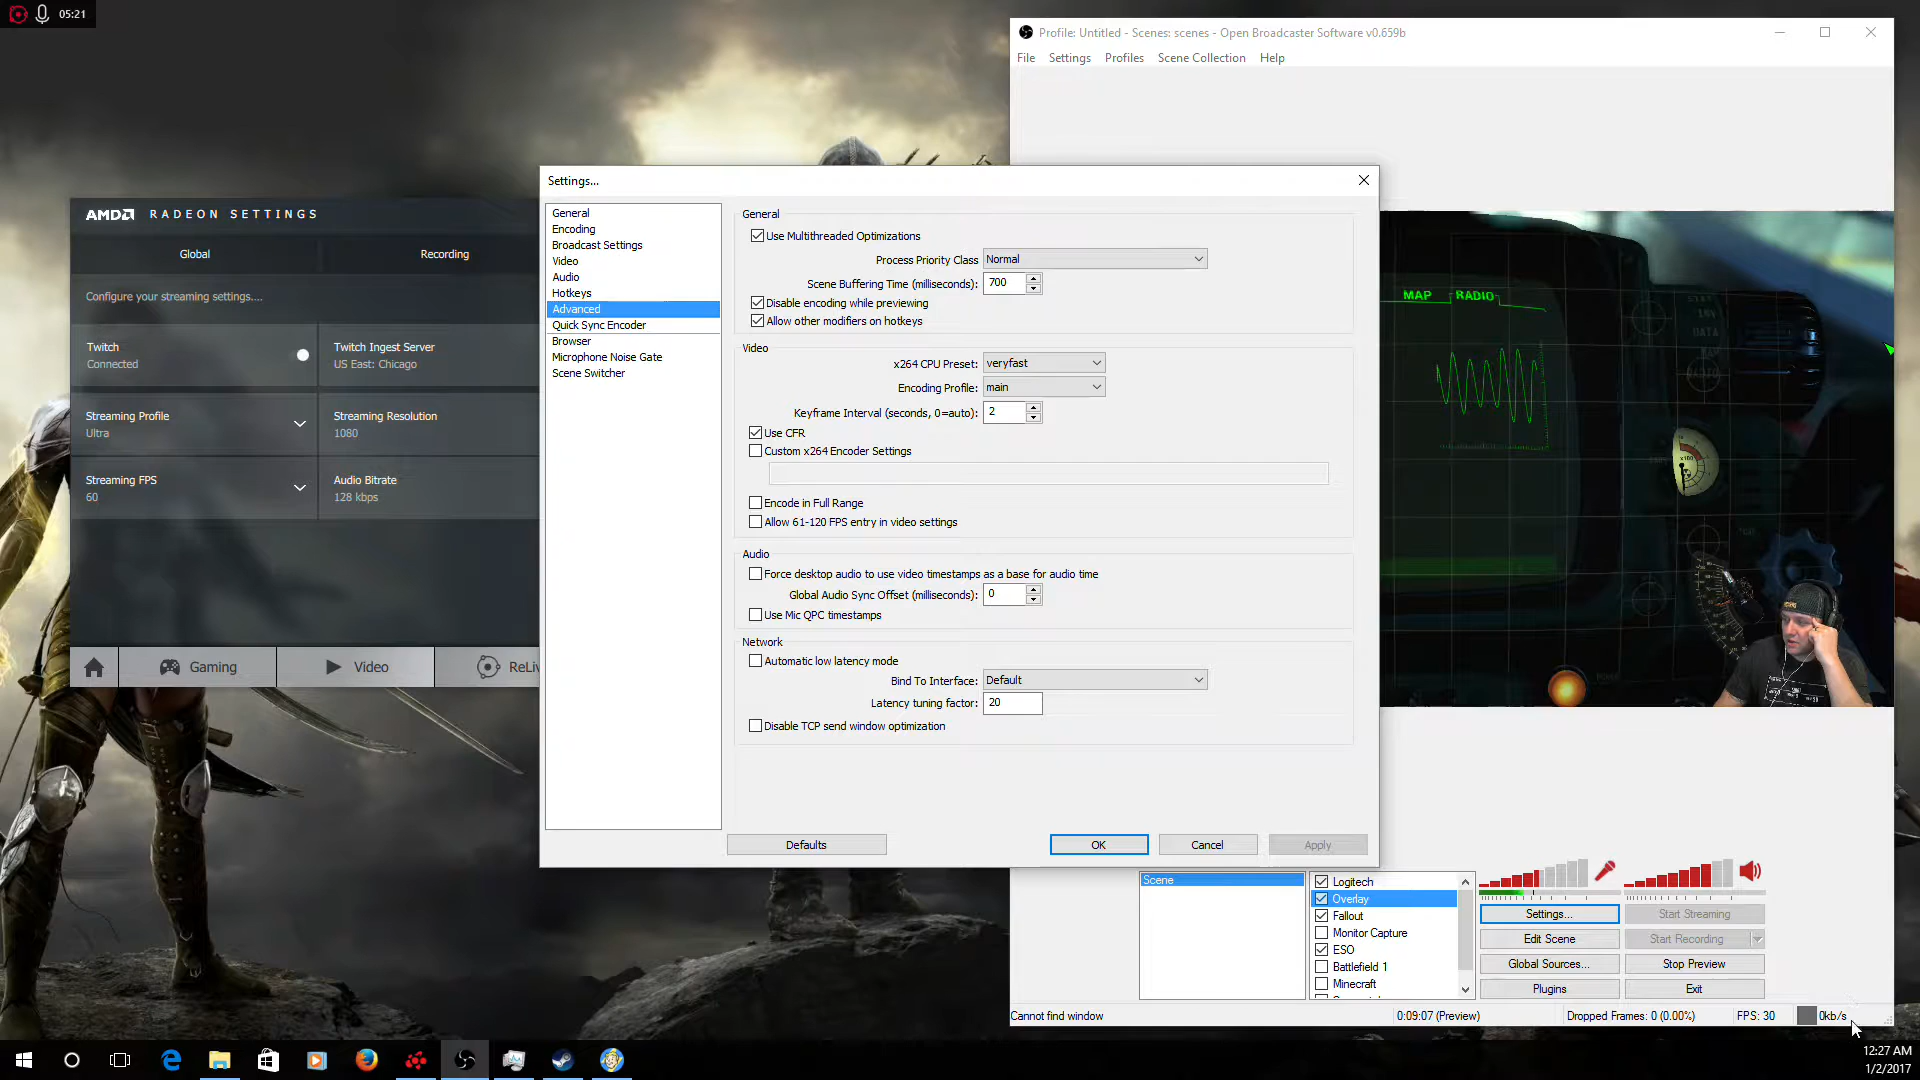 05:21
Profile: Untitled - Scenes: scenes - Open Broadcaster Software v0.659b
File Settings Profiles Scene Collection Help
Settings...
AMD RADEON SETTINGS
Global Recording
Configure your streaming settings....
Twitch
Connected
Twitch Ingest Server
US East: Chicago
Streaming Profile
Ultra
Streaming Resolution
1080
Streaming FPS
60
Audio Bitrate
128 kbps
Gaming Video ReLiv
General
Encoding
Broadcast Settings
Video
Audio
Hotkeys
Advanced
Quick Sync Encoder
Browser
Microphone Noise Gate
Scene Switcher
General
Use Multithreaded Optimizations
Process Priority Class Normal
Scene Buffering Time (milliseconds): 700
Disable encoding while previewing
Allow other modifiers on hotkeys
Video
x264 CPU Preset: veryfast
Encoding Profile: main
Keyframe Interval (seconds, 0=auto): 2
Use CFR
Custom x264 Encoder Settings
Encode in Full Range
Allow 61-120 FPS entry in video settings
Audio
Force desktop audio to use video timestamps as a base for audio time
Global Audio Sync Offset (milliseconds): 0
Use Mic QPC timestamps
Network
Automatic low latency mode
Bind To Interface: Default
Latency tuning factor: 20
Disable TCP send window optimization
Defaults OK Cancel Apply
MAP RADIO
Scene
Logitech
Overlay
Fallout
Monitor Capture
ESO
Battlefield 1
Minecraft
Settings... Start Streaming
Edit Scene Start Recording
Global Sources... Stop Preview
Plugins Exit
Cannot find window 0:09:07 (Preview) Dropped Frames: 0 (0.00%) FPS: 30 0kb/s
12:27 AM
1/2/2017